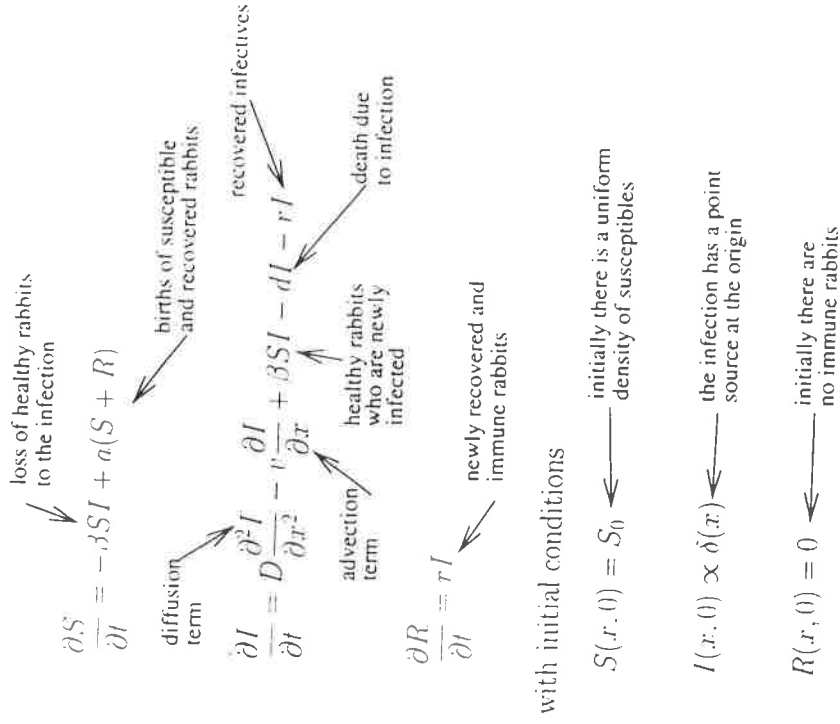 loss of healthy rabbits
to the infection
∂S/∂t = −βSI + a(S + R)
births of susceptible
and recovered rabbits
diffusion
term
recovered infectives
∂I/∂t = D ∂²I/∂x² − v ∂I/∂x + βSI − dI − rI
advection
term
healthy rabbits
who are newly
infected
death due
to infection
∂R/∂t = rI
newly recovered and
immune rabbits
with initial conditions
S(x, 0) = S₀
initially there is a uniform
density of susceptibles
I(x, 0) ∝ δ(x)
the infection has a point
source at the origin
R(x, 0) = 0
initially there are
no immune rabbits